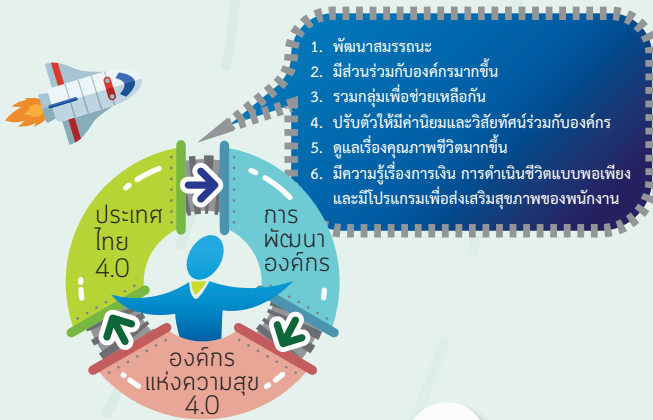 1. พัฒนาสมรรถนะ
2. มีส่วนร่วมกับองค์กรมากขึ้น
3. รวมกลุ่มเพื่อช่วยเหลือกัน
4. ปรับตัวให้มีค่านิยมและวิสัยทัศน์ร่วมกับองค์กร
5. ดูแลเรื่องคุณภาพชีวิตมากขึ้น
6. มีความรู้เรื่องการเงิน การดำเนินชีวิตแบบพอเพียง
และมีโปรแกรมเพื่อส่งเสริมสุขภาพของพนักงาน
ประเทศ
ไทย
4.0
การ
พัฒนา
องค์กร
องค์กร
แห่งความสุข
4.0